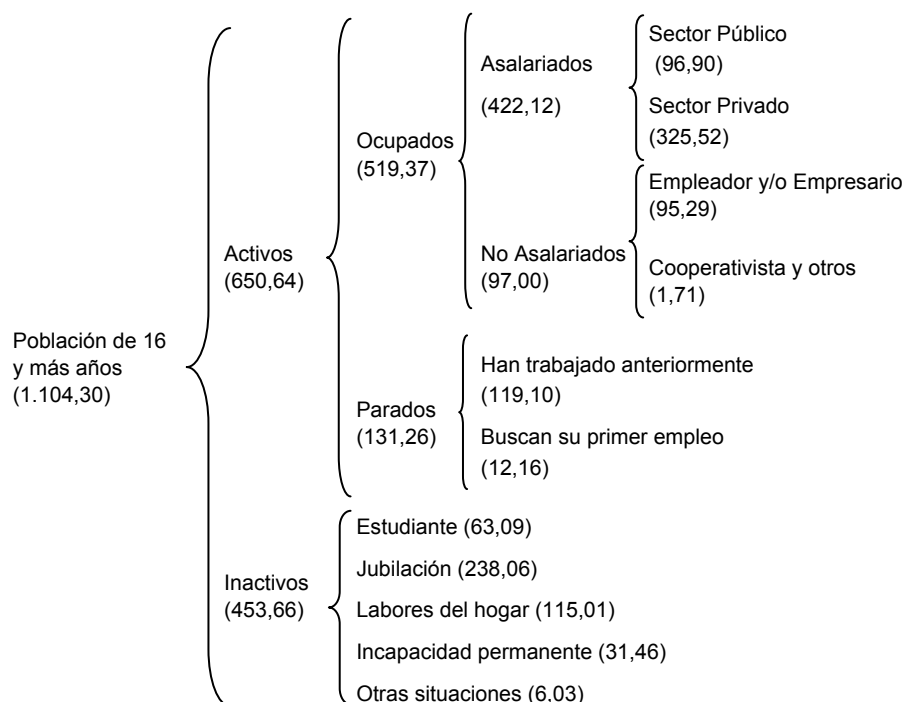 Población de 16
y más años
(1.104,30)
Activos
(650,64)
Ocupados
(519,37)
Asalariados
(422,12)
Sector Público
(96,90)
Sector Privado
(325,52)
No Asalariados
(97,00)
Empleador y/o Empresario
(95,29)
Cooperativista y otros
(1,71)
Parados
(131,26)
Han trabajado anteriormente
(119,10)
Buscan su primer empleo
(12,16)
Inactivos
(453,66)
Estudiante (63,09)
Jubilación (238,06)
Labores del hogar (115,01)
Incapacidad permanente (31,46)
Otras situaciones (6,03)